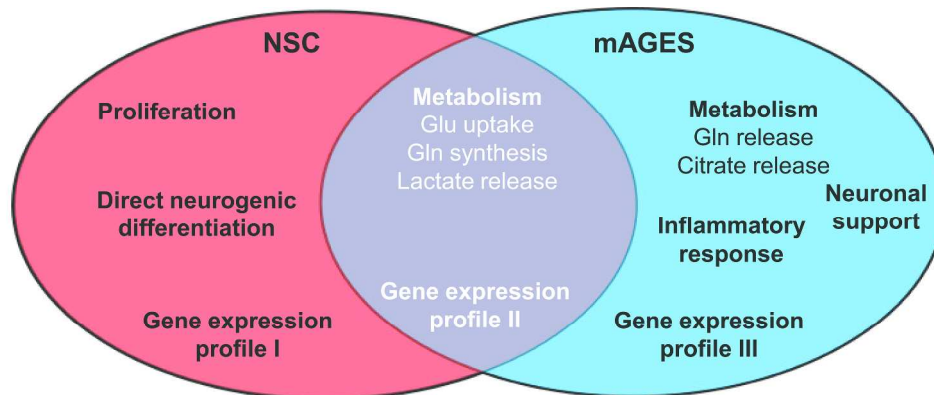 NSC
Proliferation
Direct neurogenic
differentiation
Gene expression
profile I
Metabolism
Glu uptake
Gln synthesis
Lactate release
Gene expression
profile II
mAGES
Metabolism
Gln release
Citrate release
Neuronal
support
Inflammatory
response
Gene expression
profile III